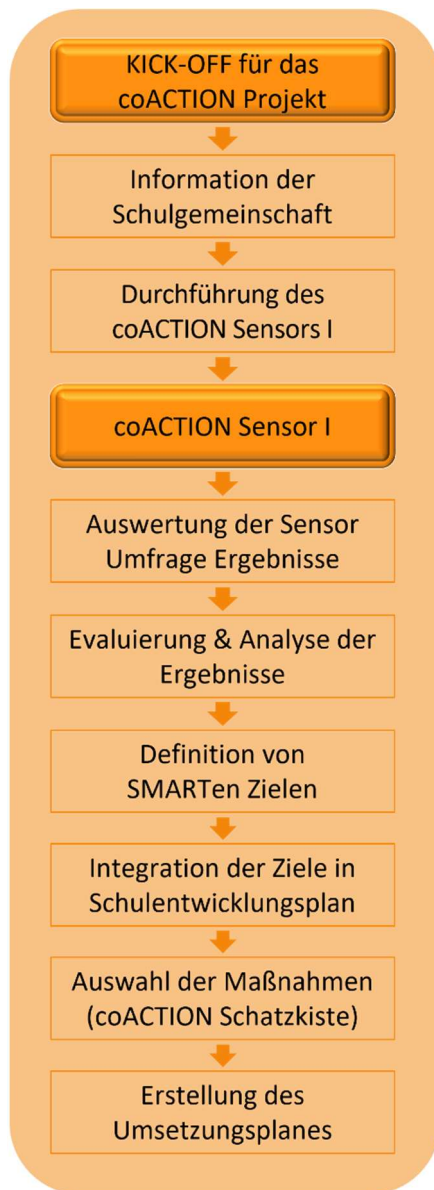 KICK-OFF für das
coACTION Projekt
Information der
Schulgemeinschaft
Durchführung des
coACTION Sensors I
coACTION Sensor I
Auswertung der Sensor
Umfrage Ergebnisse
Evaluierung & Analyse der
Ergebnisse
Definition von
SMARTen Zielen
Integration der Ziele in
Schulentwicklungsplan
Auswahl der Maßnahmen
(coACTION Schatzkiste)
Erstellung des
Umsetzungsplanes